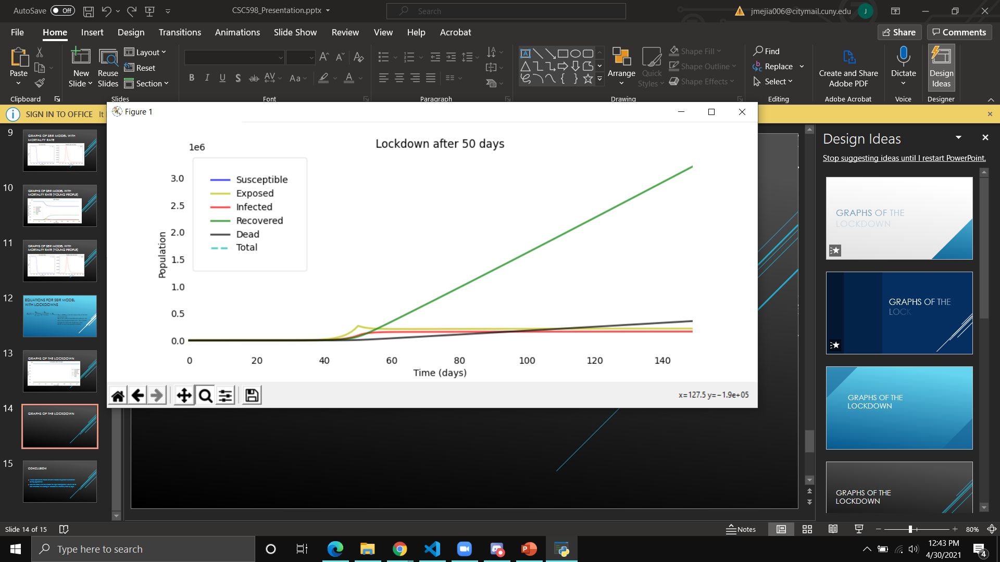 AutoSave Off CSC598_Presentation.pptx Search jmejia006@citymail.cuny.edu J
File Home Insert Design Transitions Animations Slide Show Review View Help Acrobat Share Comments
Paste
New Slide
Reuse Slides
Layout
Reset
Section
B I U S ab AV Aa A
Arrange
Quick Styles
Shape Fill
Shape Outline
Shape Effects
Find
Replace
Select
Create and Share Adobe PDF
Dictate
Design Ideas
Clipboard Slides Font Paragraph Drawing Editing Adobe Acrobat Voice Designer
SIGN IN TO OFFICE It
Figure 1
Lockdown after 50 days
1e6
Susceptible
Exposed
Infected
Recovered
Dead
Total
Population
3.0
2.5
2.0
1.5
1.0
0.5
0.0
0 20 40 60 80 100 120 140
Time (days)
x=127.5 y=−1.9e+05
9
GRAPHS OF SEIR MODEL WITH
MORTALITY RATE
10
GRAPHS OF SEIR MODEL WITH
MORTALITY RATE (YOUNG PEOPLE)
11
GRAPHS OF SEIR MODEL WITH
MORTALITY RATE (YOUNG PEOPLE)
12
EQUATIONS FOR SEIR MODEL
WITH LOCKDOWNS
13
GRAPHS OF THE LOCKDOWN
14
GRAPHS OF THE LOCKDOWN
15
CONCLUSION
Design Ideas
Stop suggesting ideas until I restart PowerPoint.
GRAPHS OF THE
LOCKDOWN
GRAPHS OF THE
LOCK
GRAPHS OF THE
LOCKDOWN
GRAPHS OF THE
LOCKDOWN
Slide 14 of 15 Notes 80%
Type here to search
12:43 PM
4/30/2021
4